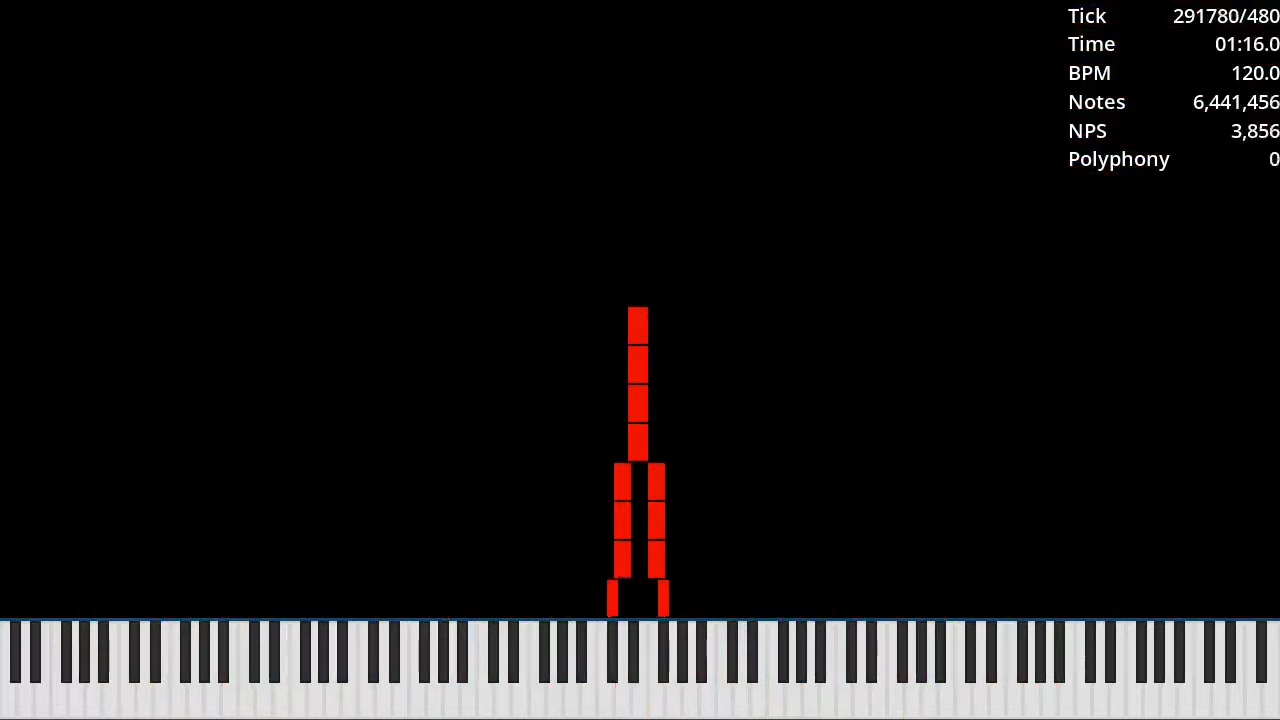 Tick 291780/480
Time 01:16.0
BPM 120.0
Notes 6,441,456
NPS 3,856
Polyphony 0